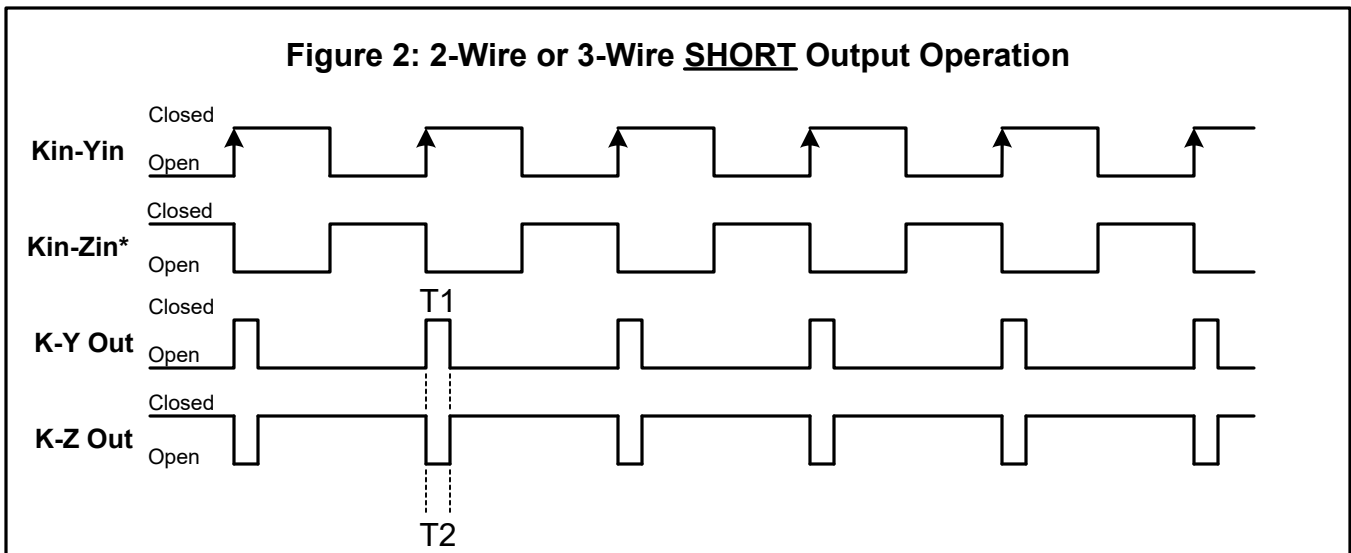 Figure 2: 2-Wire or 3-Wire SHORT Output Operation
Closed
Kin-Yin
Open
Closed
Kin-Zin*
Open
T1
Closed
K-Y Out
Open
Closed
K-Z Out
Open
T2